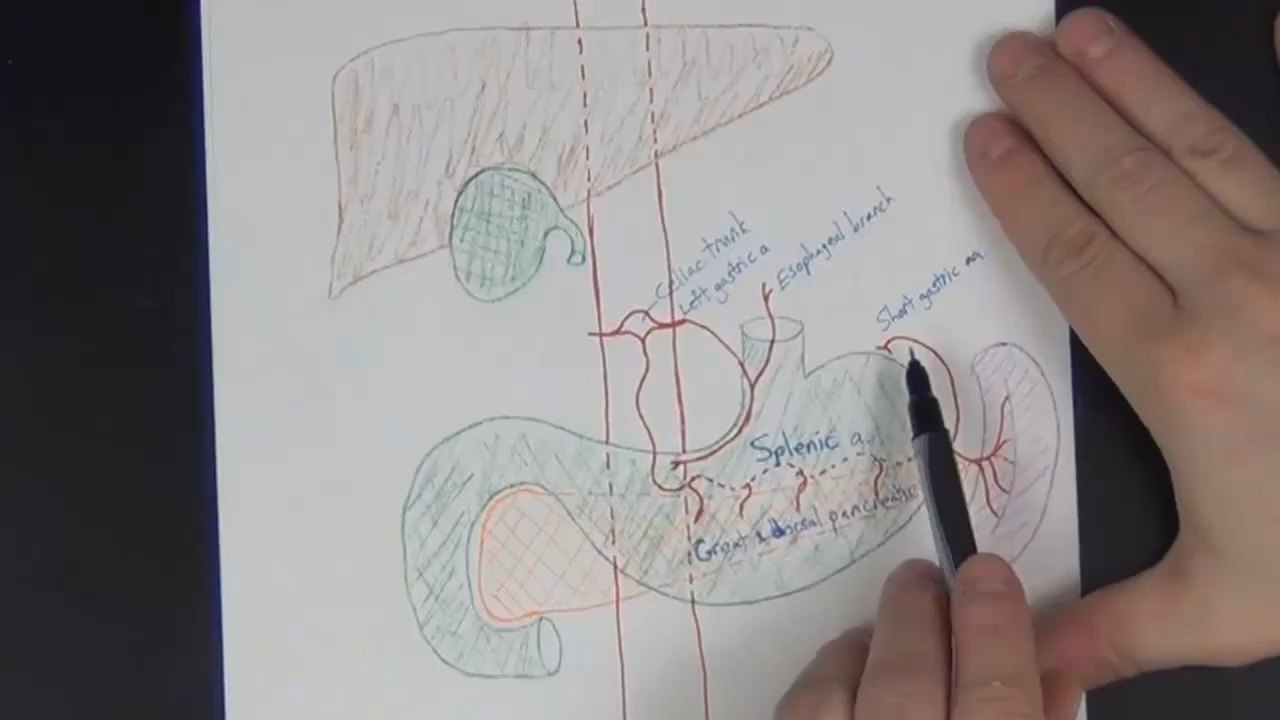 Celiac trunk
Left gastric a
Esophageal branch
Short gastric aa.
Splenic a.
Great & dorsal pancreatic